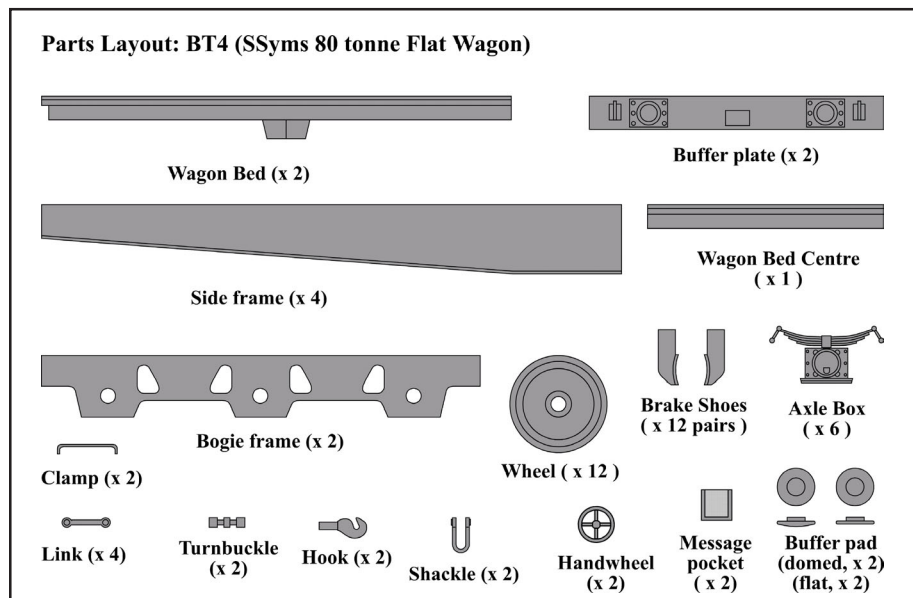 Parts Layout: BT4 (SSyms 80 tonne Flat Wagon)
Wagon Bed (x 2)
Buffer plate (x 2)
Side frame (x 4)
Wagon Bed Centre
( x 1 )
Bogie frame (x 2)
Wheel ( x 12 )
Brake Shoes
( x 12 pairs )
Axle Box
( x 6 )
Clamp (x 2)
Link (x 4)
Turnbuckle
(x 2)
Hook (x 2)
Shackle (x 2)
Handwheel
(x 2)
Message
pocket
( x 2)
Buffer pad
(domed, x 2)
(flat, x 2)